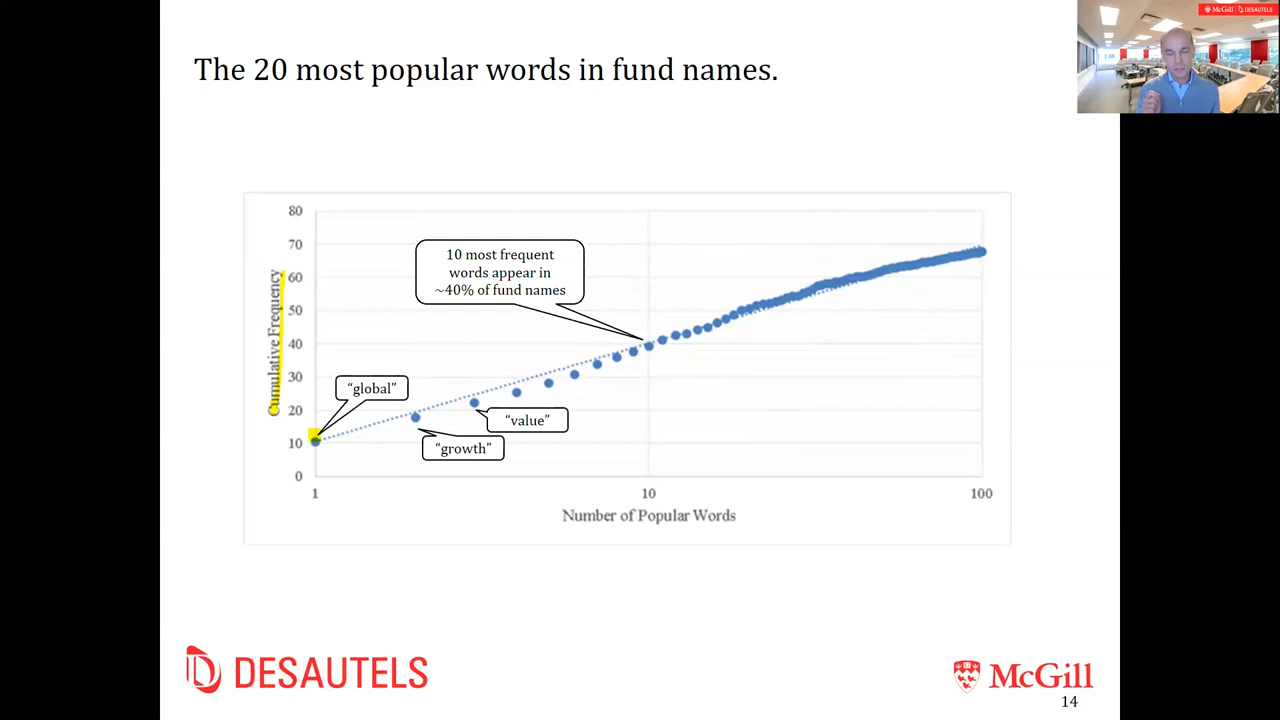 McGill DESAUTELS
The 20 most popular words in fund names.
80
70
60
50
40
30
20
10
0
Cumulative Frequency
10 most frequent
words appear in
~40% of fund names
“global”
“value”
“growth”
1
10
100
Number of Popular Words
DESAUTELS
McGill
14